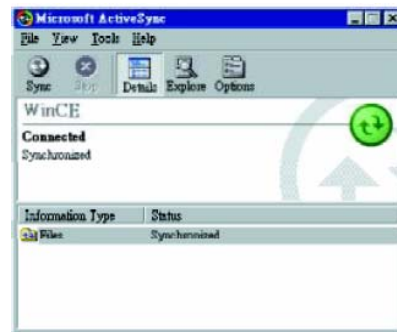 Microsoft ActiveSync
File View Tools Help
Sync Stop Details Explore Options
WinCE
Connected
Synchronized
Information Type Status
Files Synchronized